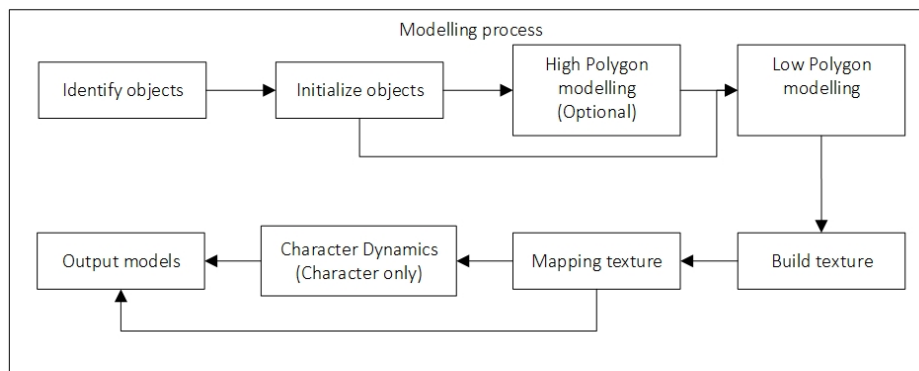 Modelling process
Identify objects
Initialize objects
High Polygon
modelling
(Optional)
Low Polygon
modelling
Output models
Character Dynamics
(Character only)
Mapping texture
Build texture